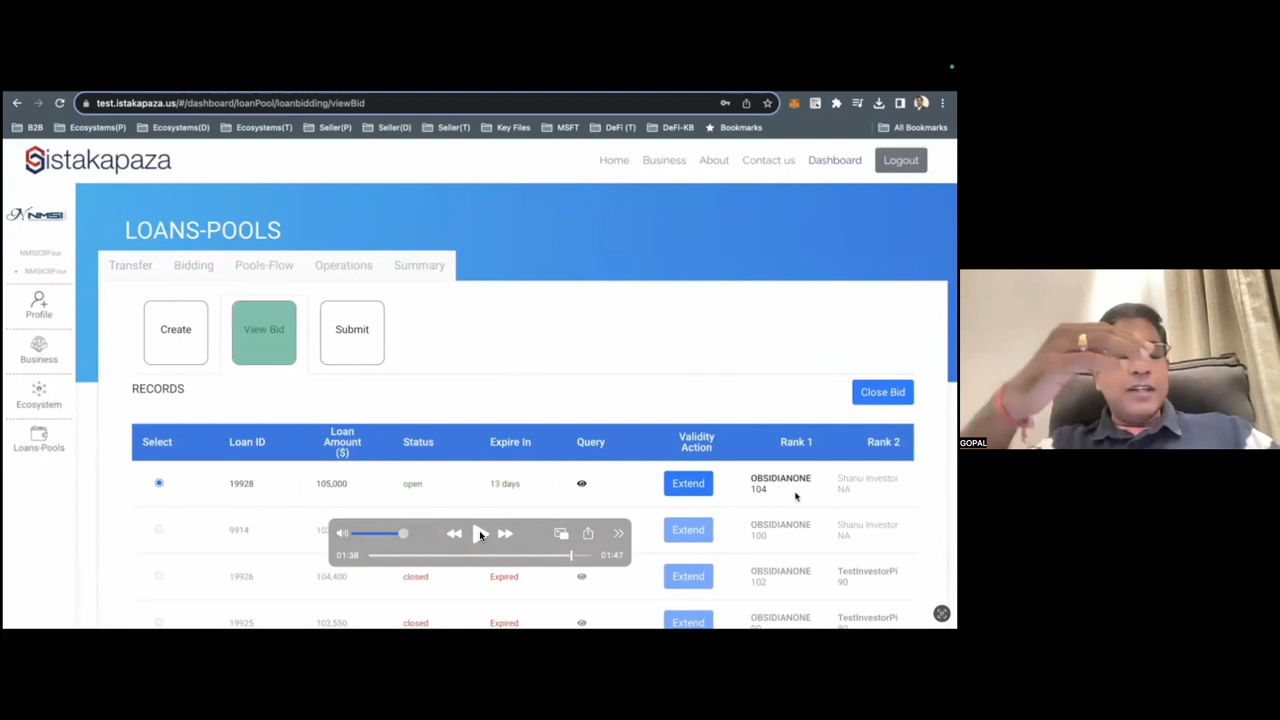 test.istakapaza.us/#/dashboard/loanPool/loanbidding/viewBid
B2B Ecosystems(P) Ecosystems(D) Ecosystems(T) Seller(P) Seller(D) Seller(T) Key Files MSFT DeFi (T) DeFi-KB Bookmarks All Bookmarks
istakapaza Home Business About Contact us Dashboard Logout
NMSI
LOANS-POOLS
NMSICBFour
Transfer Bidding Pools-Flow Operations Summary
NMSICBFour
Profile
Create View Bid Submit
Business
RECORDS Close Bid
Ecosystem
Loans-Pools
Select Loan ID Loan Amount ($) Status Expire In Query Validity Action Rank 1 Rank 2
19928 105,000 open 13 days Extend OBSIDIANONE 104 Shanu Investor NA
9914 Extend OBSIDIANONE 100 Shanu Investor NA
01:38 01:47
19926 104,400 closed Expired Extend OBSIDIANONE 102 TestInvestorPi 90
19925 103,550 closed Expired Extend OBSIDIANONE TestInvestorPi
GOPAL